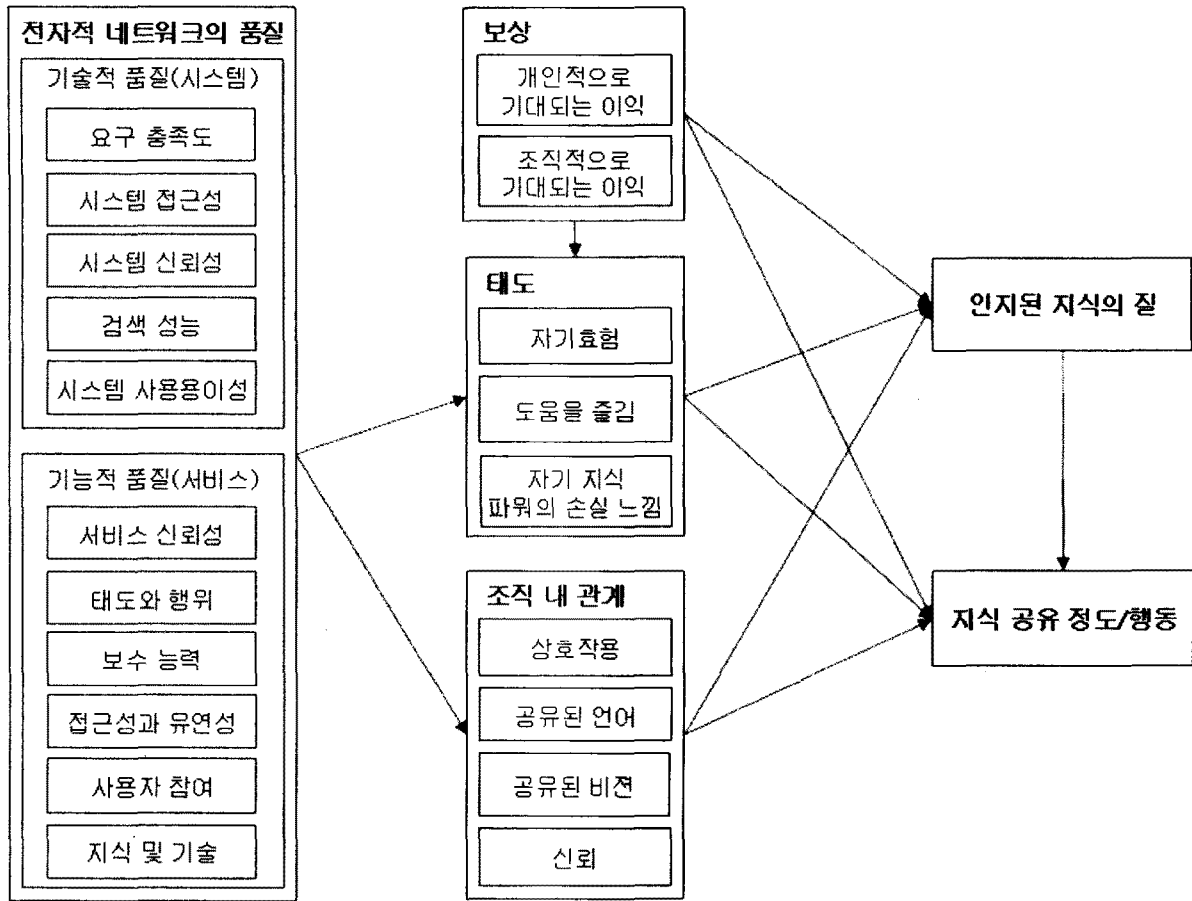 전자적 네트워크의 품질
기술적 품질(시스템)
요구 충족도
시스템 접근성
시스템 신뢰성
검색 성능
시스템 사용용이성
기능적 품질(서비스)
서비스 신뢰성
태도와 행위
보수 능력
접근성과 유연성
사용자 참여
지식 및 기술
보상
개인적으로
기대되는 이익
조직적으로
기대되는 이익
태도
자기효험
도움을 즐김
자기 지식
파워의 손실 느낌
조직 내 관계
상호작용
공유된 언어
공유된 비젼
신뢰
인지된 지식의 질
지식 공유 정도/행동